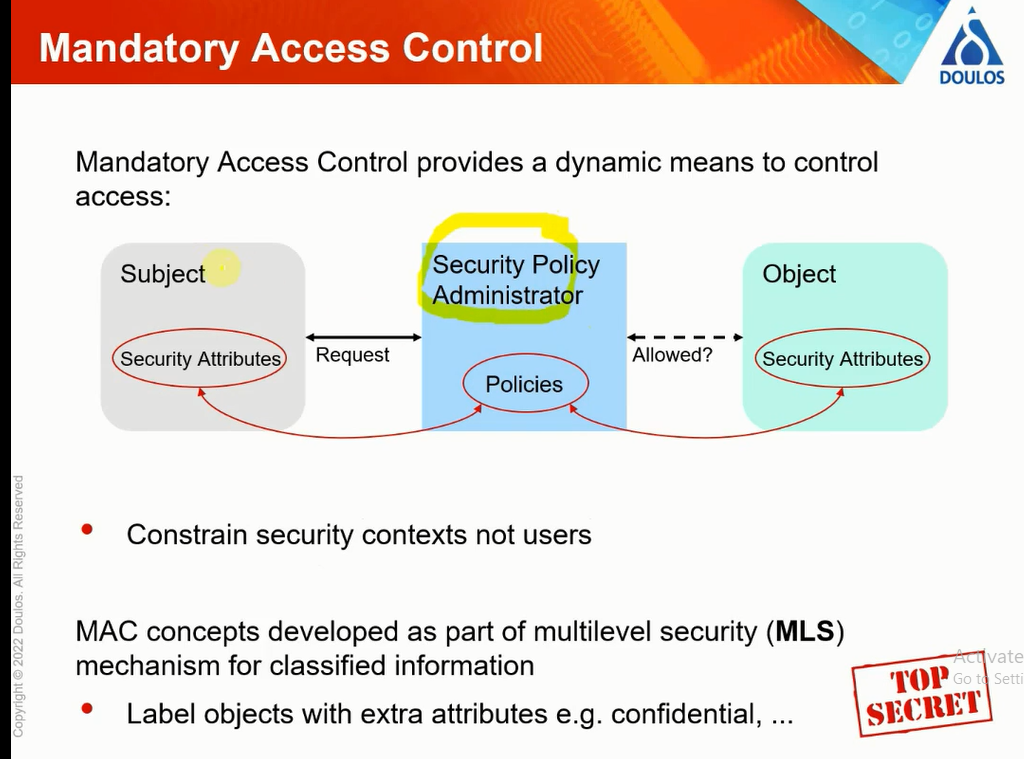 Mandatory Access Control
DOULOS
Mandatory Access Control provides a dynamic means to control
access:
Subject
Security Attributes
Request
Security Policy
Administrator
Policies
Allowed?
Object
Security Attributes
• Constrain security contexts not users
MAC concepts developed as part of multilevel security (MLS)
mechanism for classified information
• Label objects with extra attributes e.g. confidential, ...
TOP
SECRET
Activate
Go to Setti
Copyright © 2022 Doulos. All Rights Reserved